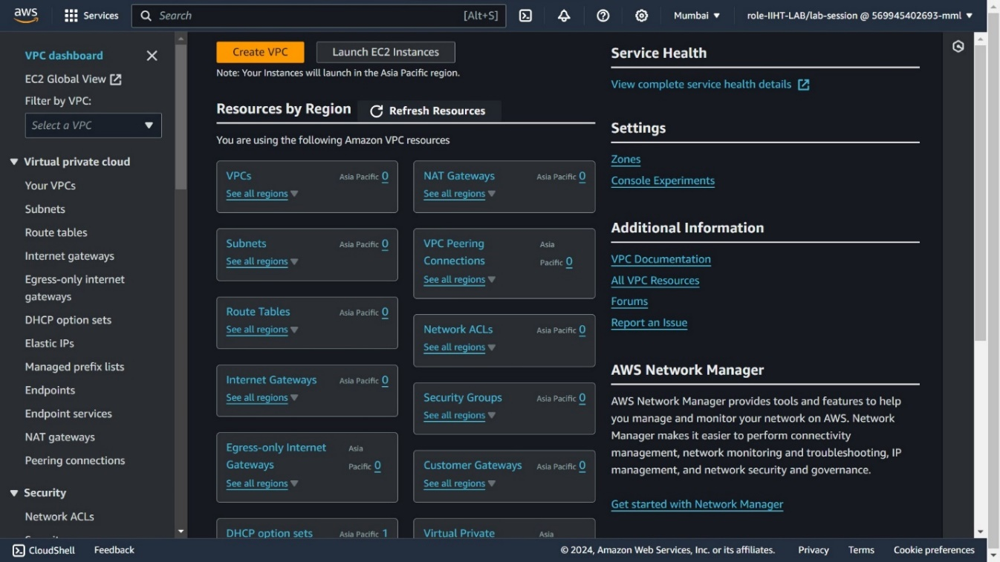 aws
Services
Search
[Alt+S]
Mumbai
role-IIHT-LAB/lab-session @ 569945402693-mml
VPC dashboard
EC2 Global View
Filter by VPC:
Select a VPC
Virtual private cloud
Your VPCs
Subnets
Route tables
Internet gateways
Egress-only internet
gateways
DHCP option sets
Elastic IPs
Managed prefix lists
Endpoints
Endpoint services
NAT gateways
Peering connections
Security
Network ACLs
Create VPC
Launch EC2 Instances
Note: Your Instances will launch in the Asia Pacific region.
Resources by Region
Refresh Resources
You are using the following Amazon VPC resources
VPCs
Asia Pacific 0
See all regions
NAT Gateways
Asia Pacific 0
See all regions
Subnets
Asia Pacific 0
See all regions
VPC Peering
Connections
Asia
Pacific 0
See all regions
Route Tables
Asia Pacific 0
See all regions
Network ACLs
Asia Pacific 0
See all regions
Internet Gateways
Asia Pacific 0
See all regions
Security Groups
Asia Pacific 0
See all regions
Egress-only Internet
Gateways
Asia
Pacific 0
See all regions
Customer Gateways
Asia Pacific 0
See all regions
DHCP option sets
Asia Pacific 1
Virtual Private
Asia
Service Health
View complete service health details
Settings
Zones
Console Experiments
Additional Information
VPC Documentation
All VPC Resources
Forums
Report an Issue
AWS Network Manager
AWS Network Manager provides tools and features to help
you manage and monitor your network on AWS. Network
Manager makes it easier to perform connectivity
management, network monitoring and troubleshooting, IP
management, and network security and governance.
Get started with Network Manager
CloudShell
Feedback
© 2024, Amazon Web Services, Inc. or its affiliates.
Privacy
Terms
Cookie preferences